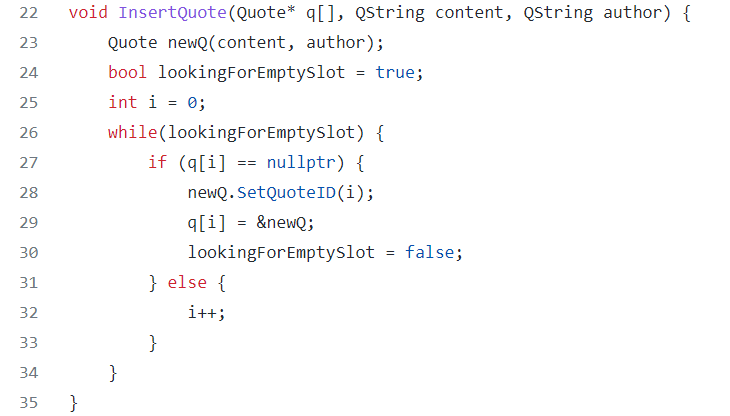 22 void InsertQuote(Quote* q[], QString content, QString author) {
23     Quote newQ(content, author);
24     bool lookingForEmptySlot = true;
25     int i = 0;
26     while(lookingForEmptySlot) {
27         if (q[i] == nullptr) {
28             newQ.SetQuoteID(i);
29             q[i] = &newQ;
30             lookingForEmptySlot = false;
31         } else {
32             i++;
33         }
34     }
35 }